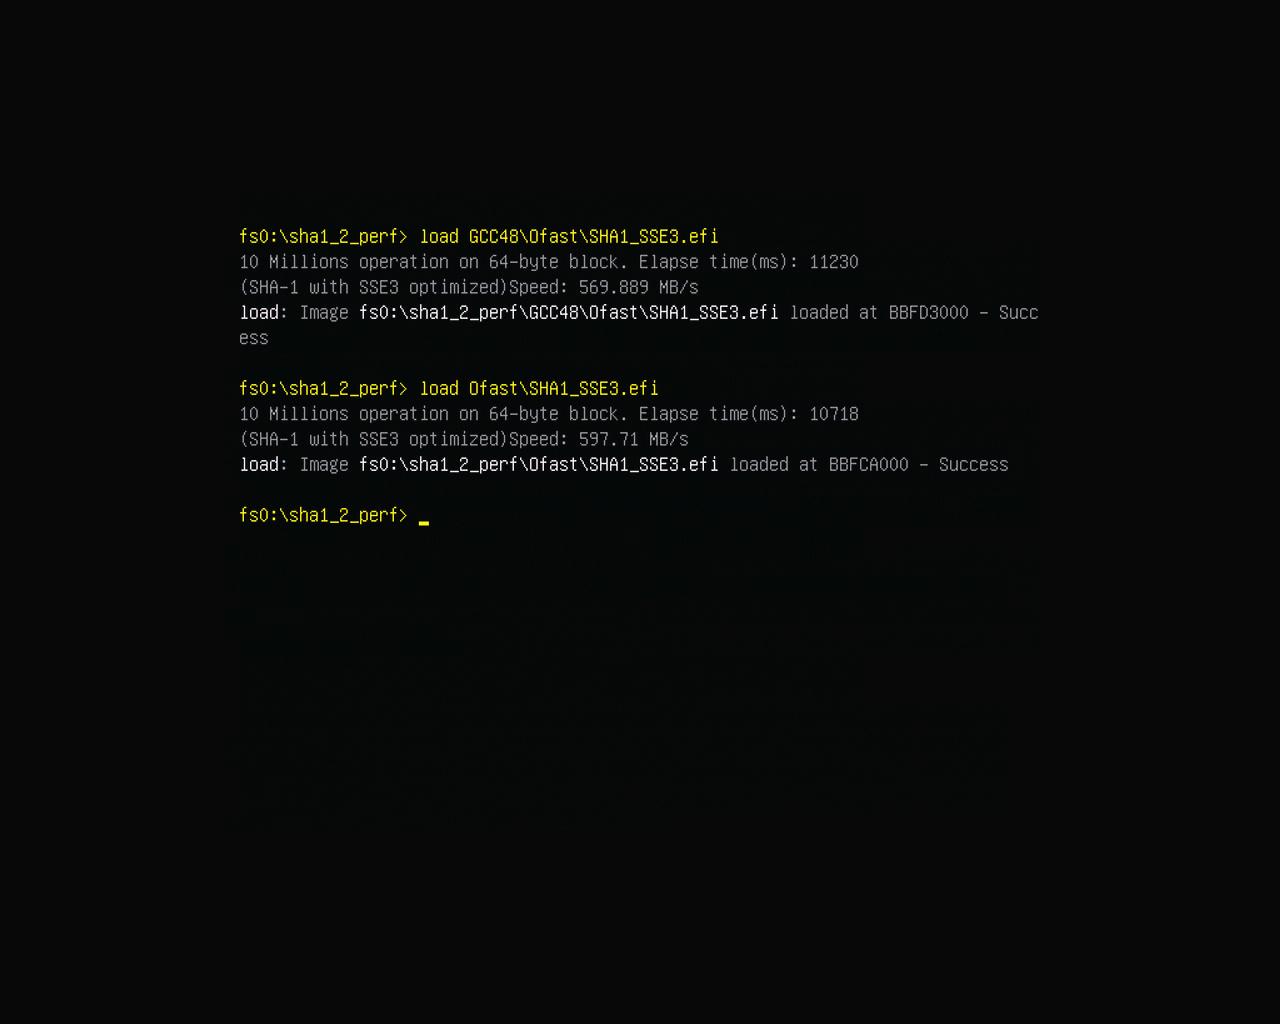 fs0:\sha1_2_perf> load GCC48\Ofast\SHA1_SSE3.efi
10 Millions operation on 64-byte block. Elapse time(ms): 11230
(SHA-1 with SSE3 optimized)Speed: 569.889 MB/s
load: Image fs0:\sha1_2_perf\GCC48\Ofast\SHA1_SSE3.efi loaded at BBFD3000 - Succ
ess
fs0:\sha1_2_perf> load Ofast\SHA1_SSE3.efi
10 Millions operation on 64-byte block. Elapse time(ms): 10718
(SHA-1 with SSE3 optimized)Speed: 597.71 MB/s
load: Image fs0:\sha1_2_perf\Ofast\SHA1_SSE3.efi loaded at BBFCA000 - Success
fs0:\sha1_2_perf> _